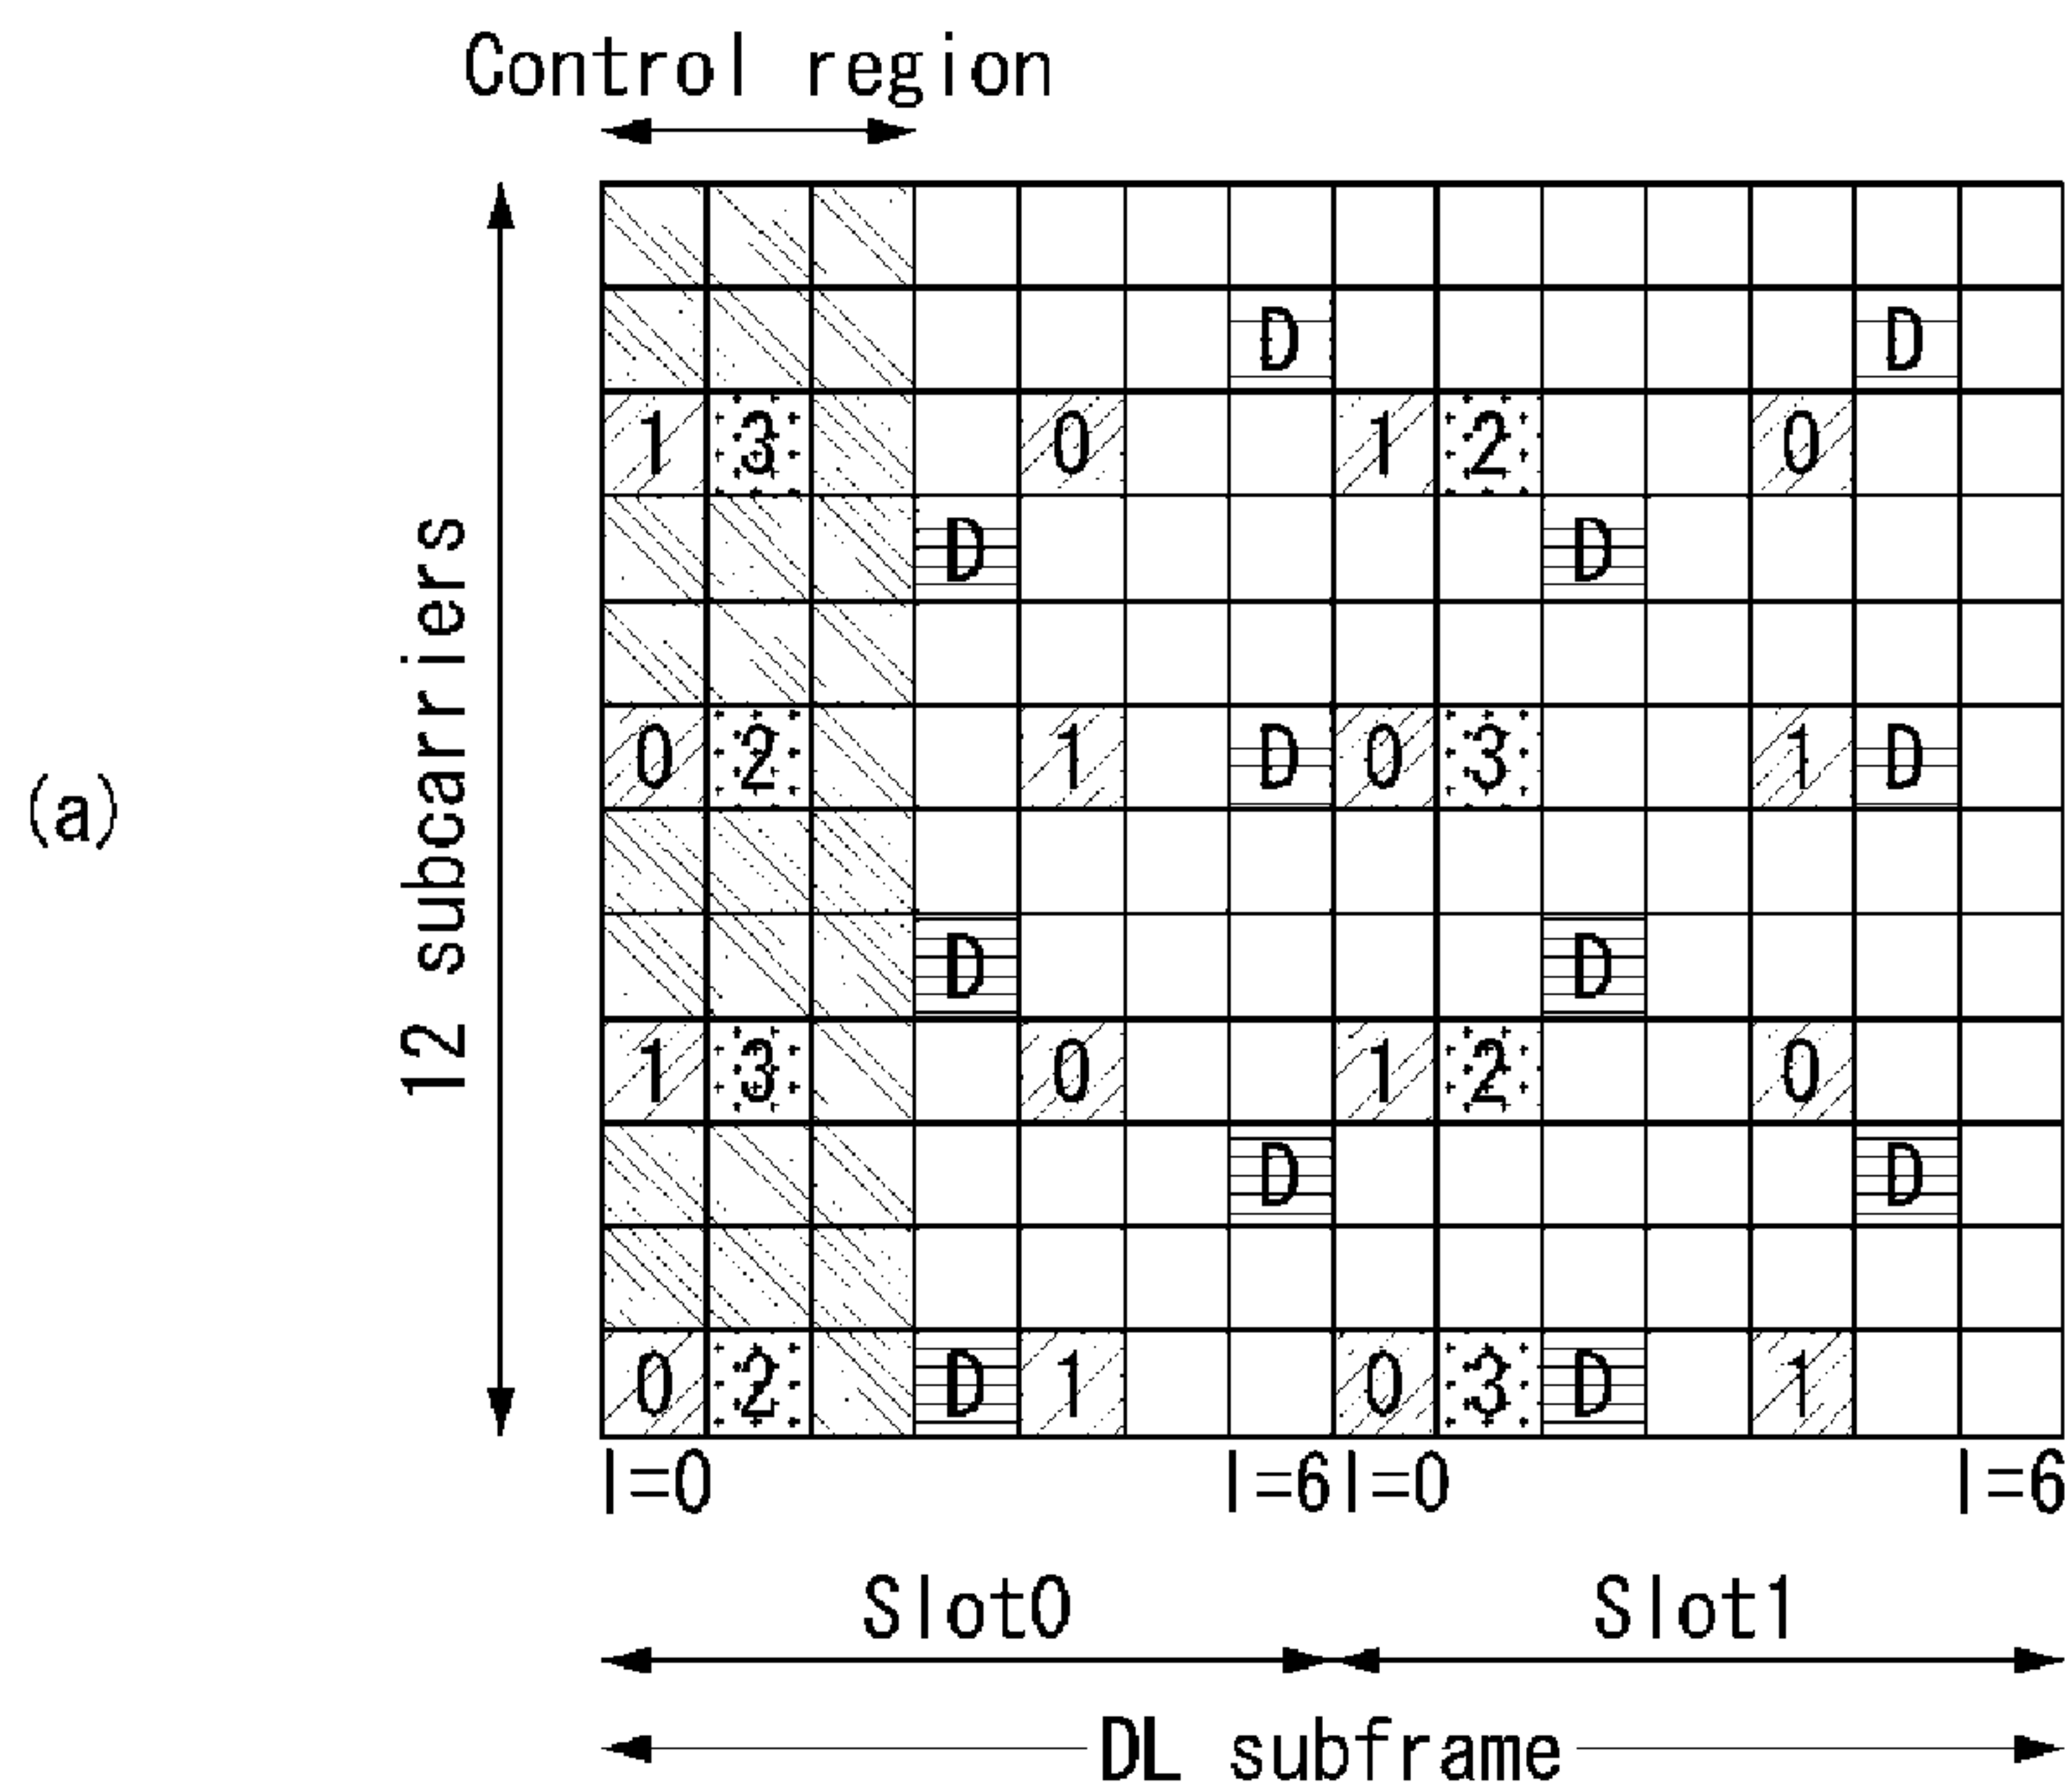 Control region
D D
1 3 0 1 2 0
D D
0 2 1 D 0 3 1 D
(a)
12 subcarriers
D D
1 3 0 1 2 0
D D
0 2 D 1 0 3 D 1
l=0 l=6 l=0 l=6
Slot0 Slot1
DL subframe